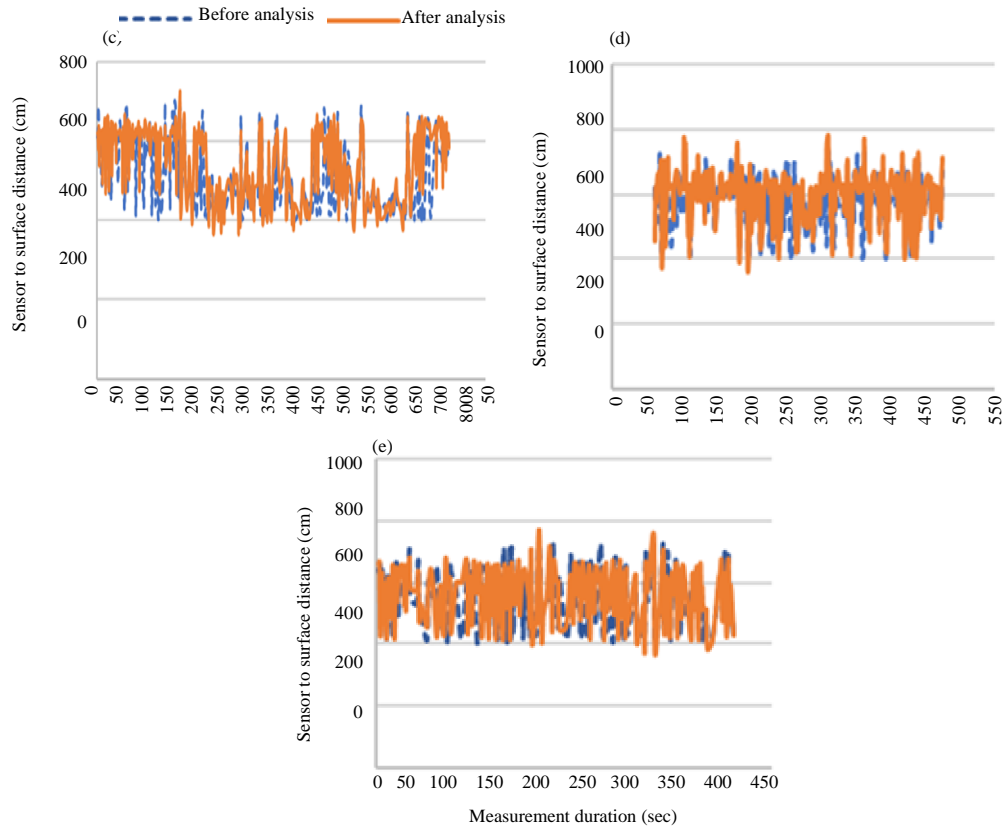 Before analysis After analysis
(c)
800
600
400
200
0
Sensor to surface distance (cm)
0 50 100 150 200 250 300 350 400 450 500 550 600 650 700 8008 50
(d)
1000
800
600
400
200
0
Sensor to surface distance (cm)
0 50 100 150 200 250 300 350 400 450 500 550
(e)
1000
800
600
400
200
0
Sensor to surface distance (cm)
0 50 100 150 200 250 300 350 400 450
Measurement duration (sec)